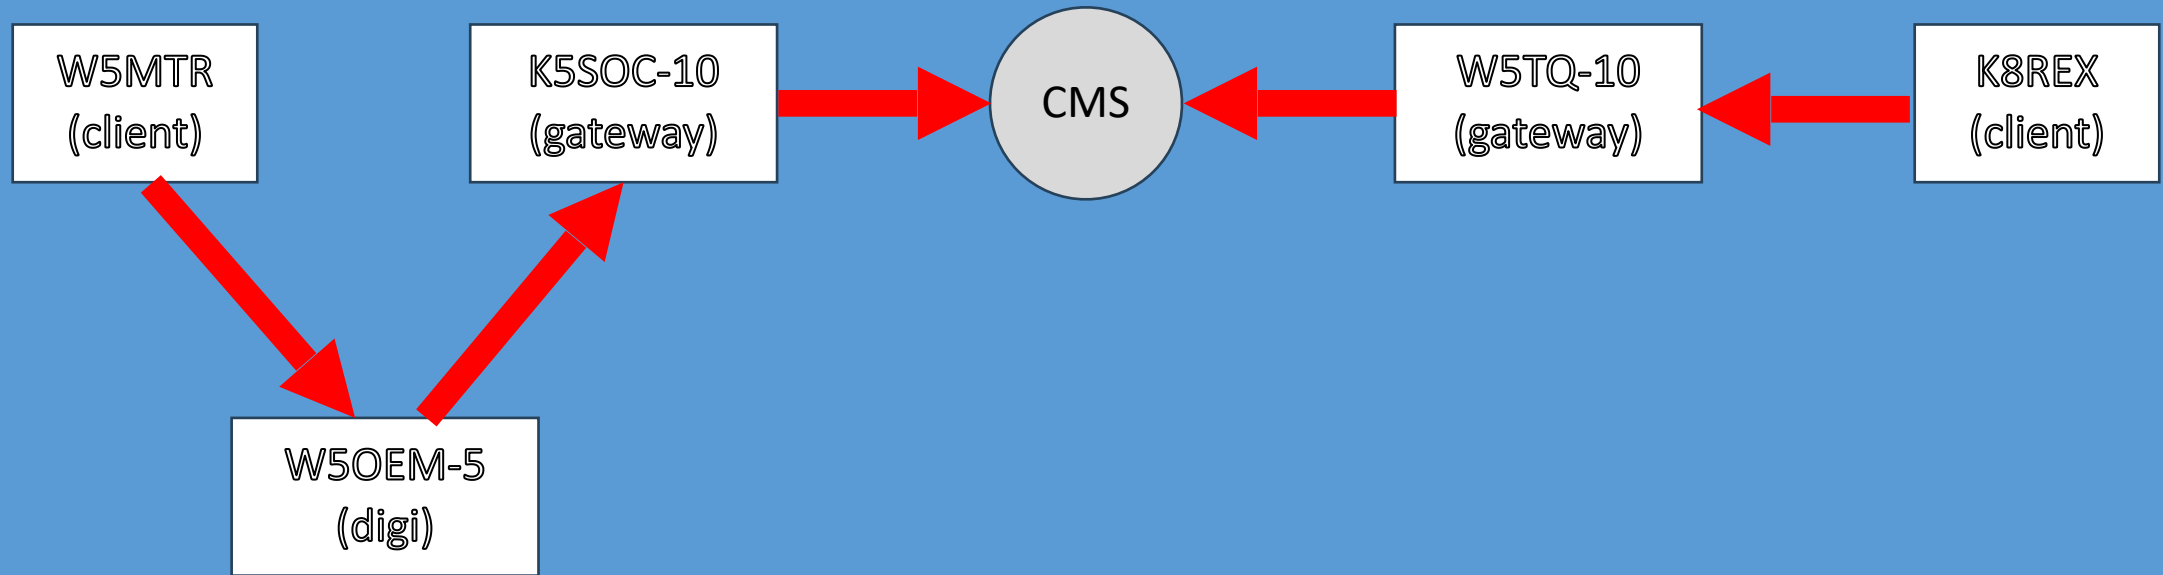 W5MTR
(client)
K5SOC-10
(gateway)
CMS
W5TQ-10
(gateway)
K8REX
(client)
W5OEM-5
(digi)